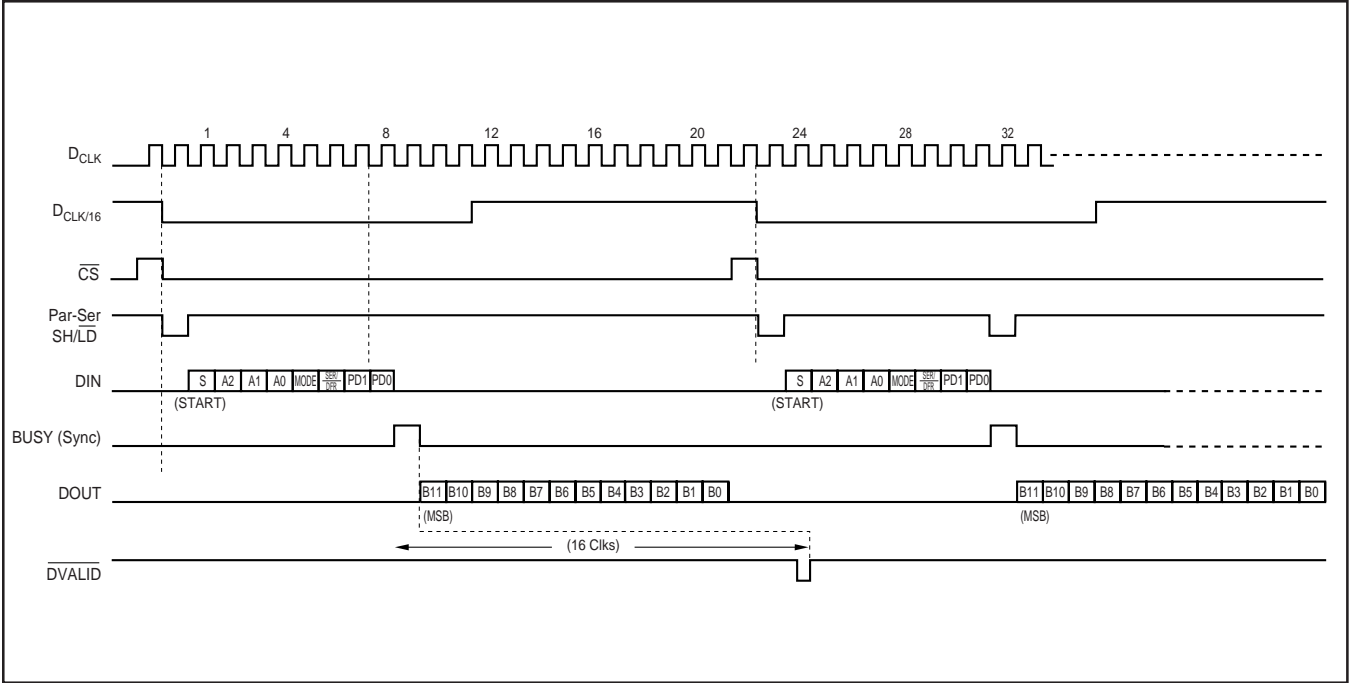 1 4 8 12 16 20 24 28 32
DCLK
DCLK/16
CS
Par-Ser
SH/LD
DIN S A2 A1 A0 MODE SER/ DFR PD1 PD0 S A2 A1 A0 MODE SER/ DFR PD1 PD0
(START) (START)
BUSY (Sync)
DOUT B11 B10 B9 B8 B7 B6 B5 B4 B3 B2 B1 B0 B11 B10 B9 B8 B7 B6 B5 B4 B3 B2 B1 B0
(MSB) (MSB)
(16 Clks)
DVALID